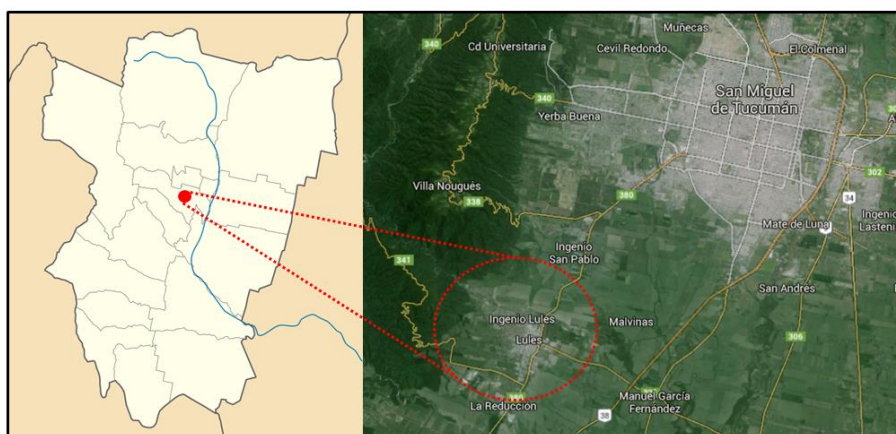 Muñecas
340
Cd Universitaria
Cevil Redondo
El Colmenal
San Miguel
de Tucumán
340
Yerba Buena
302
Villa Nougués
338
380
34
Ingenio
Lasteni
Mate de Luna
Ingenio
San Pablo
341
San Andrés
Ingenio Lules
Malvinas
Lules
306
Manuel García
Fernández
La Reducción
38